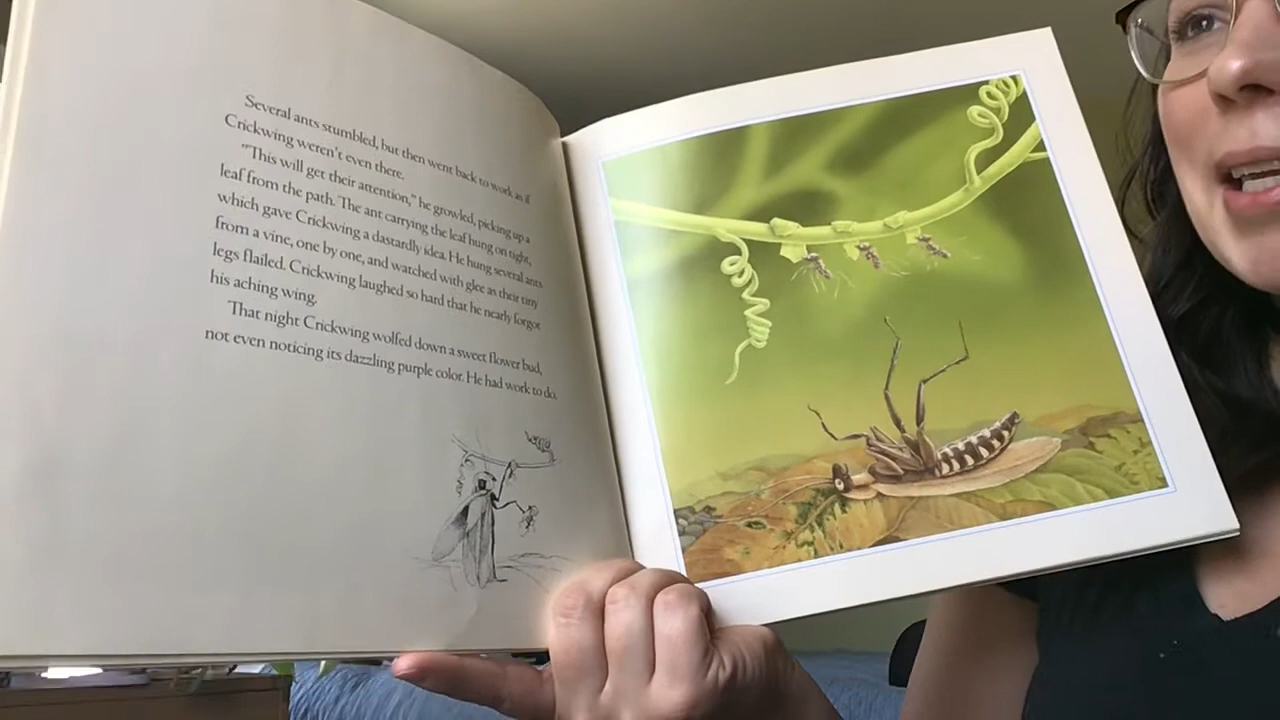 Several ants stumbled, but then went back to work as if
Crickwing weren't even there.
"This will get their attention," he growled, picking up a
leaf from the path. The ant carrying the leaf hung on tight,
which gave Crickwing a dastardly idea. He hung several ants
from a vine, one by one, and watched with glee as their tiny
legs flailed. Crickwing laughed so hard that he nearly forgot
his aching wing.
That night Crickwing wolfed down a sweet flower bud,
not even noticing its dazzling purple color. He had work to do.